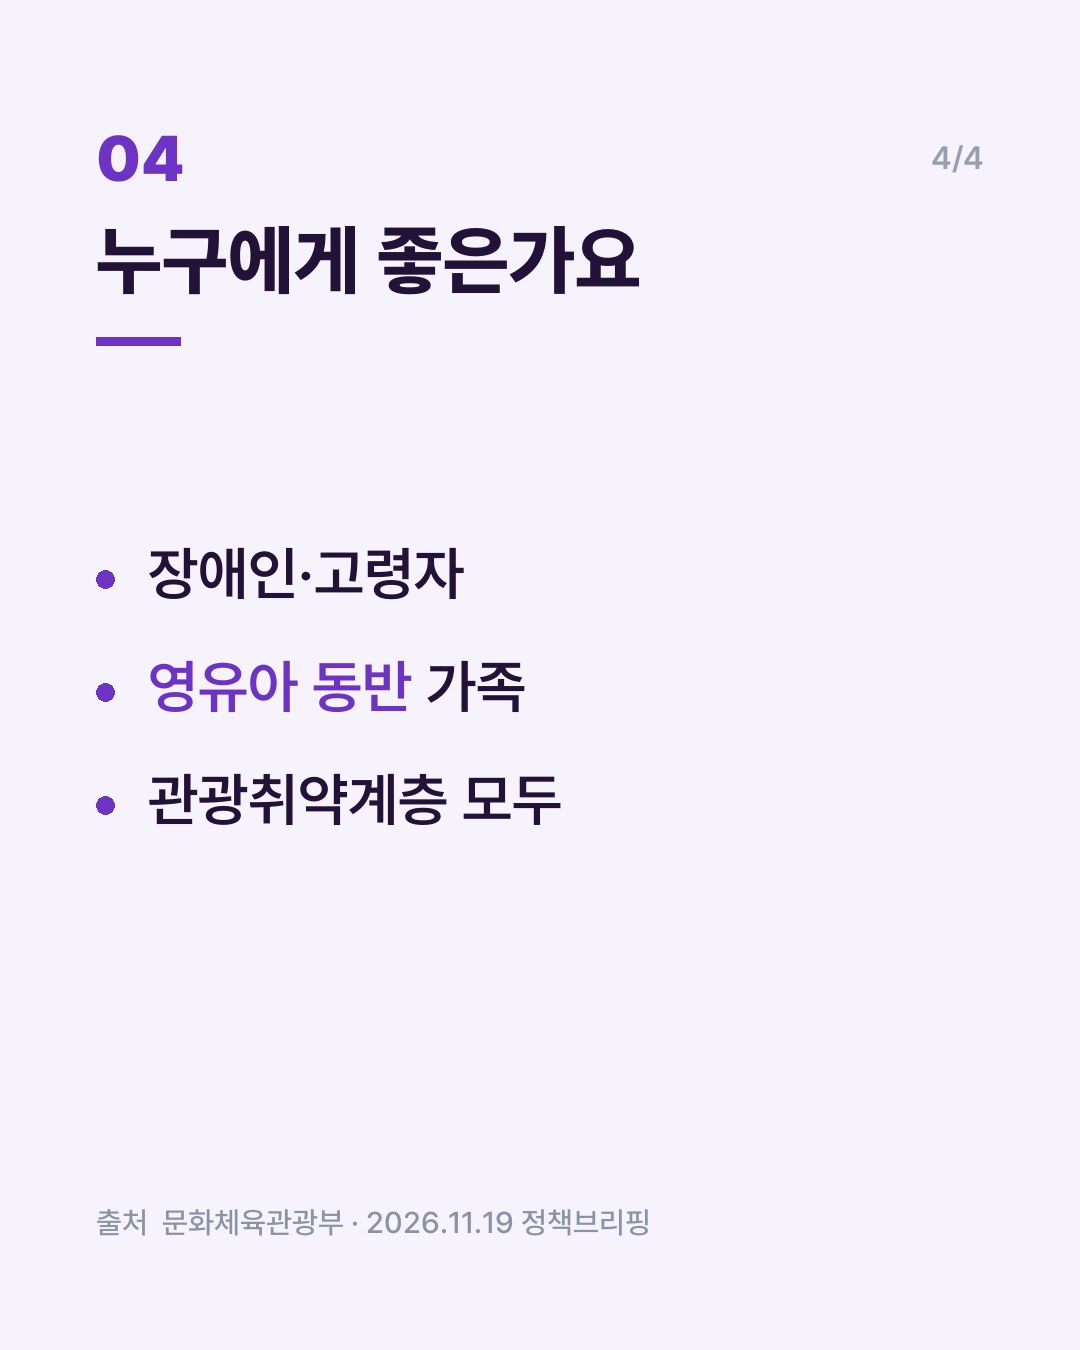 04
4/4
누구에게 좋은가요
장애인·고령자
영유아 동반 가족
관광취약계층 모두
출처 문화체육관광부 · 2026.11.19 정책브리핑